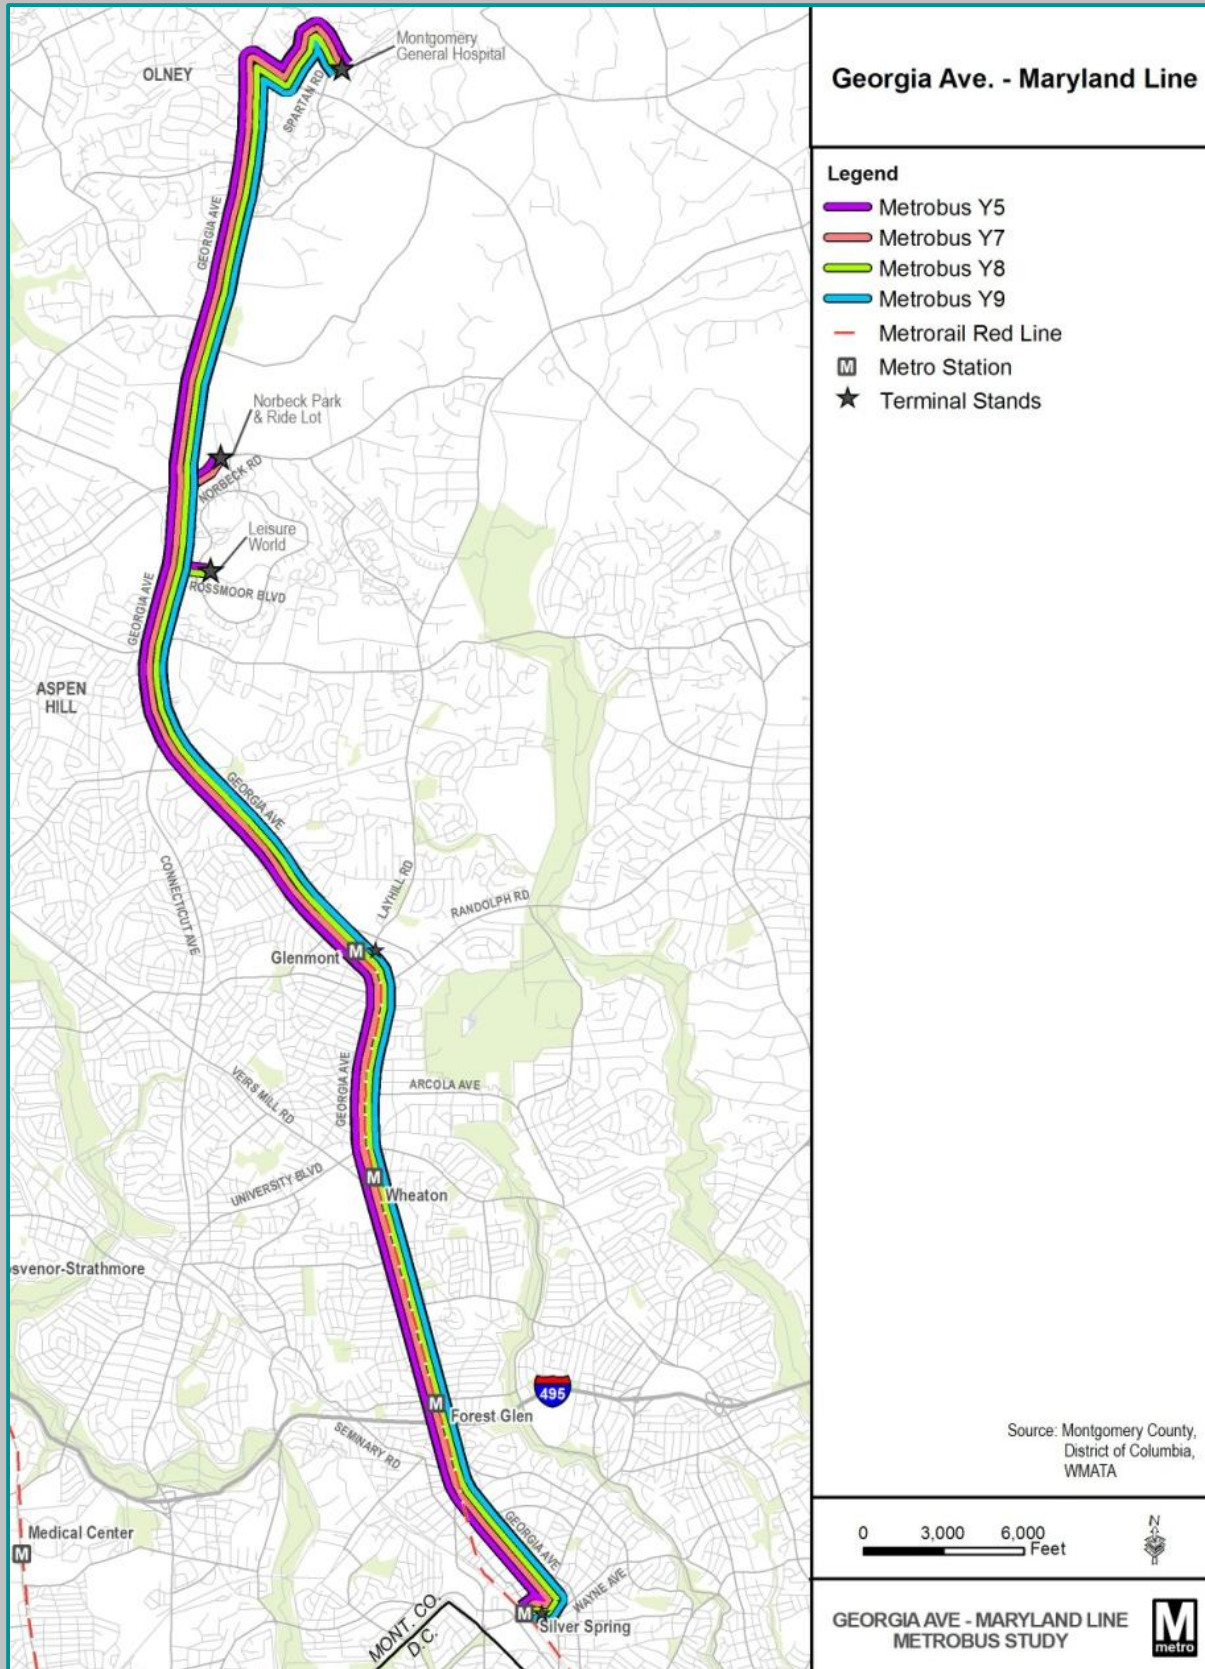 Georgia Ave. - Maryland Line
Legend
Metrobus Y5
Metrobus Y7
Metrobus Y8
Metrobus Y9
Metrorail Red Line
M
Metro Station
Terminal Stands
Montgomery
General Hospital
OLNEY
SPARTAN RD
GEORGIA AVE
Norbeck Park
& Ride Lot
NORBECK RD
Leisure
World
ROSSMOOR BLVD
GEORGIA AVE
ASPEN
HILL
GEORGIA AVE
CONNECTICUT AVE
LAYHILL RD
RANDOLPH RD
Glenmont
M
GEORGIA AVE
ARCOLA AVE
VEIRS MILL RD
UNIVERSITY BLVD
M
Wheaton
osvenor-Strathmore
495
M
Forest Glen
SEMINARY RD
GEORGIA AVE
Medical Center
M
WAYNE AVE
M
Silver Spring
MONT. CO.
D.C.
Source: Montgomery County,
District of Columbia,
WMATA
0 3,000 6,000
Feet
N
GEORGIA AVE - MARYLAND LINE
METROBUS STUDY
M
metro